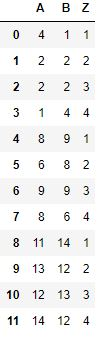 A B Z
0 4 1 1
1 2 2 2
2 2 2 3
3 1 4 4
4 8 9 1
5 6 8 2
6 9 9 3
7 8 6 4
8 11 14 1
9 13 12 2
10 12 13 3
11 14 12 4